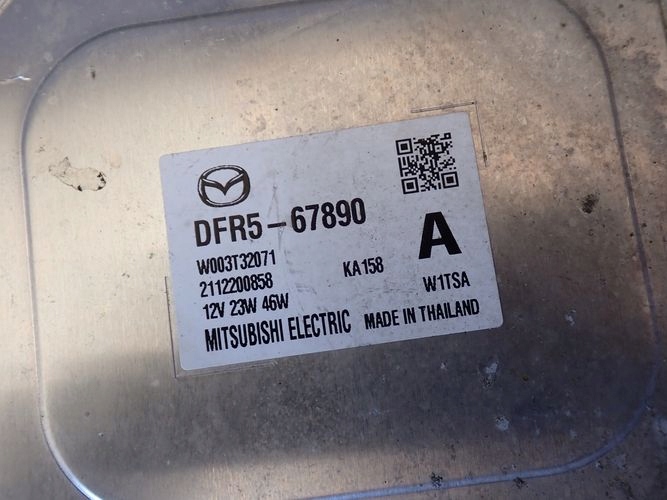 DFR5-67890
W003T32071
2112200858 KA158 A
12V 23W 46W W1TSA
MITSUBISHI ELECTRIC MADE IN THAILAND